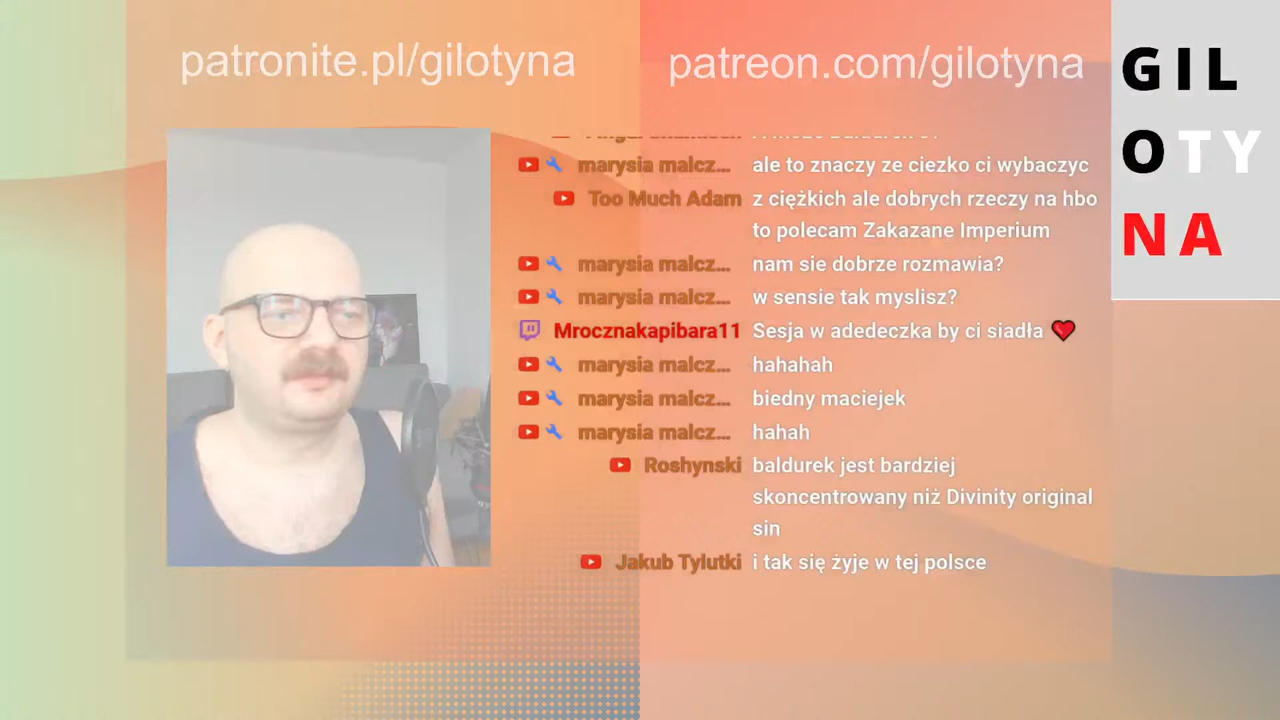 patronite.pl/gilotyna
patreon.com/gilotyna
GIL
OTY
NA
marysia malcz... ale to znaczy ze ciezko ci wybaczyc
Too Much Adam z ciężkich ale dobrych rzeczy na hbo
to polecam Zakazane Imperium
marysia malcz... nam sie dobrze rozmawia?
marysia malcz... w sensie tak myslisz?
Mrocznakapibara11 Sesja w adedeczka by ci siadła
marysia malcz... hahahah
marysia malcz... biedny maciejek
marysia malcz... hahah
Roshynski baldurek jest bardziej
skoncentrowany niż Divinity original
sin
Jakub Tylutki i tak się żyje w tej polsce